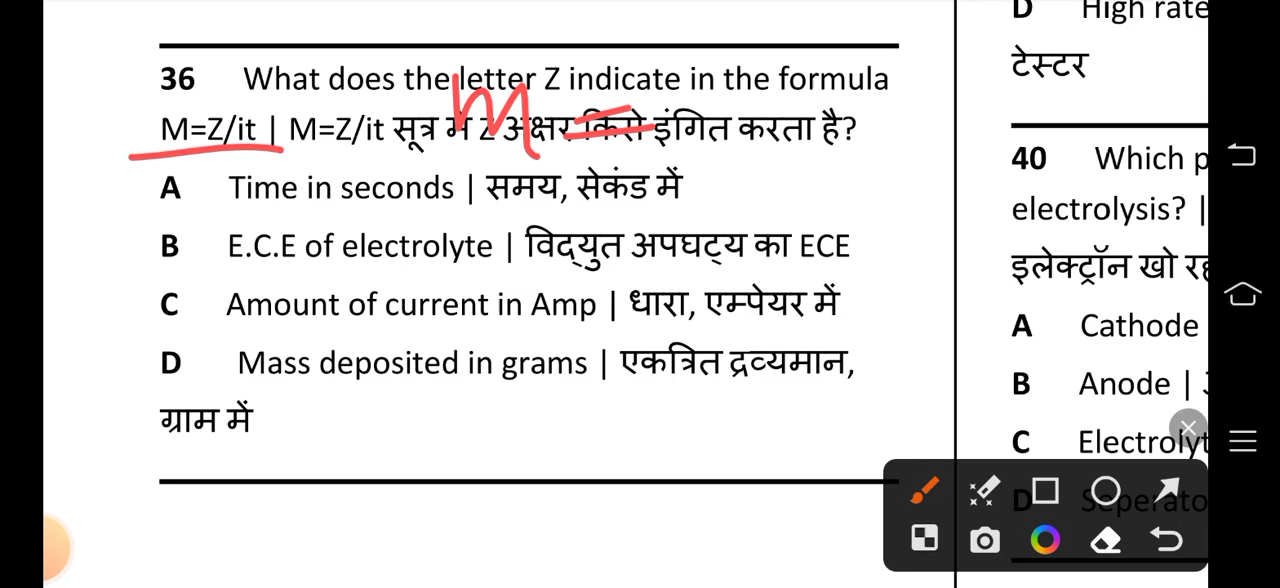 36 What does the letter Z indicate in the formula
M=Z/it | M=Z/it सूत्र में Z अक्षर किसे इंगित करता है?
A Time in seconds | समय, सेकंड में
B E.C.E of electrolyte | विद्युत अपघट्य का ECE
C Amount of current in Amp | धारा, एम्पेयर में
D Mass deposited in grams | एकत्रित द्रव्यमान,
ग्राम में
m =
D High rate
टेस्टर
40 Which p
electrolysis? |
इलेक्ट्रॉन खो
A Cathode
B Anode |
C Electrolyt
D Seperato